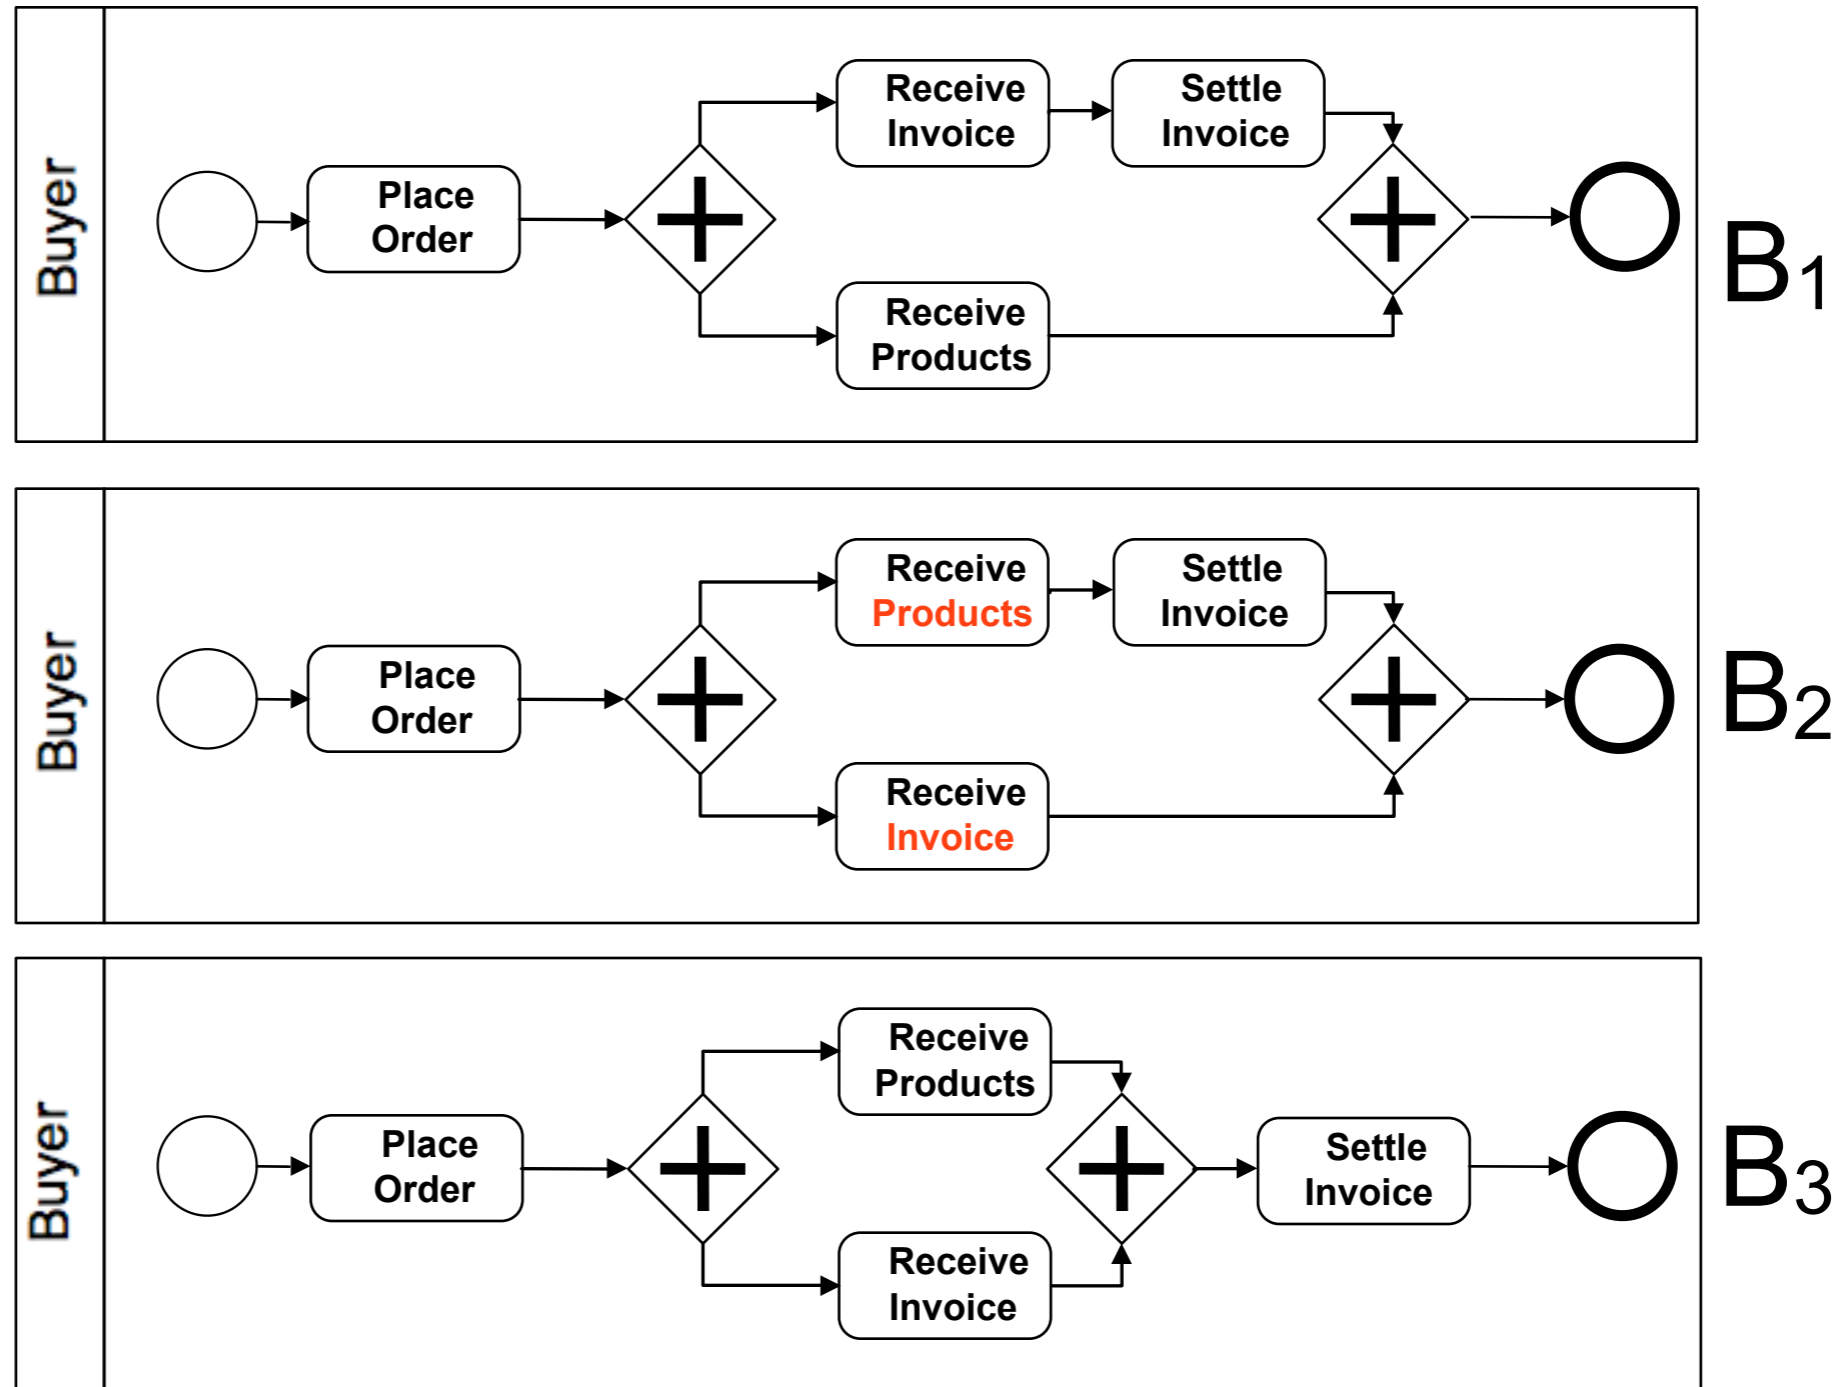 Buyer
Place
Order
Receive
Invoice
Settle
Invoice
Receive
Products
B1
Buyer
Place
Order
Receive
Products
Settle
Invoice
Receive
Invoice
B2
Buyer
Place
Order
Receive
Products
Receive
Invoice
Settle
Invoice
B3